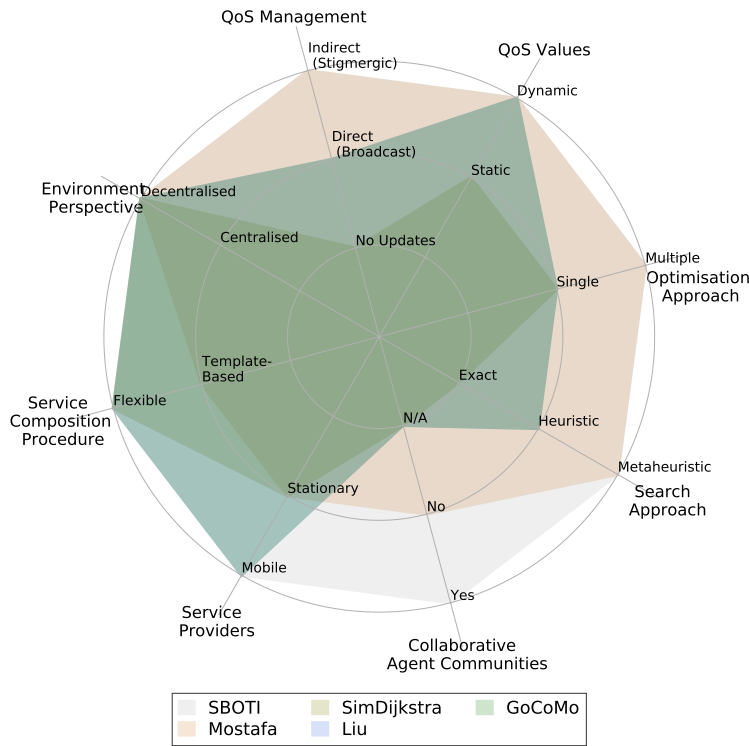 QoS Management
Indirect
(Stigmergic)
QoS Values
Dynamic
Direct
(Broadcast)
Static
Environment
Perspective
Decentralised
Centralised
No Updates
Multiple
Optimisation
Approach
Single
Template-
Based
Exact
Service
Composition
Procedure
Flexible
N/A
Heuristic
Metaheuristic
Search
Approach
Stationary
No
Mobile
Yes
Service
Providers
Collaborative
Agent Communities
SBOTI
SimDijkstra
GoCoMo
Mostafa
Liu